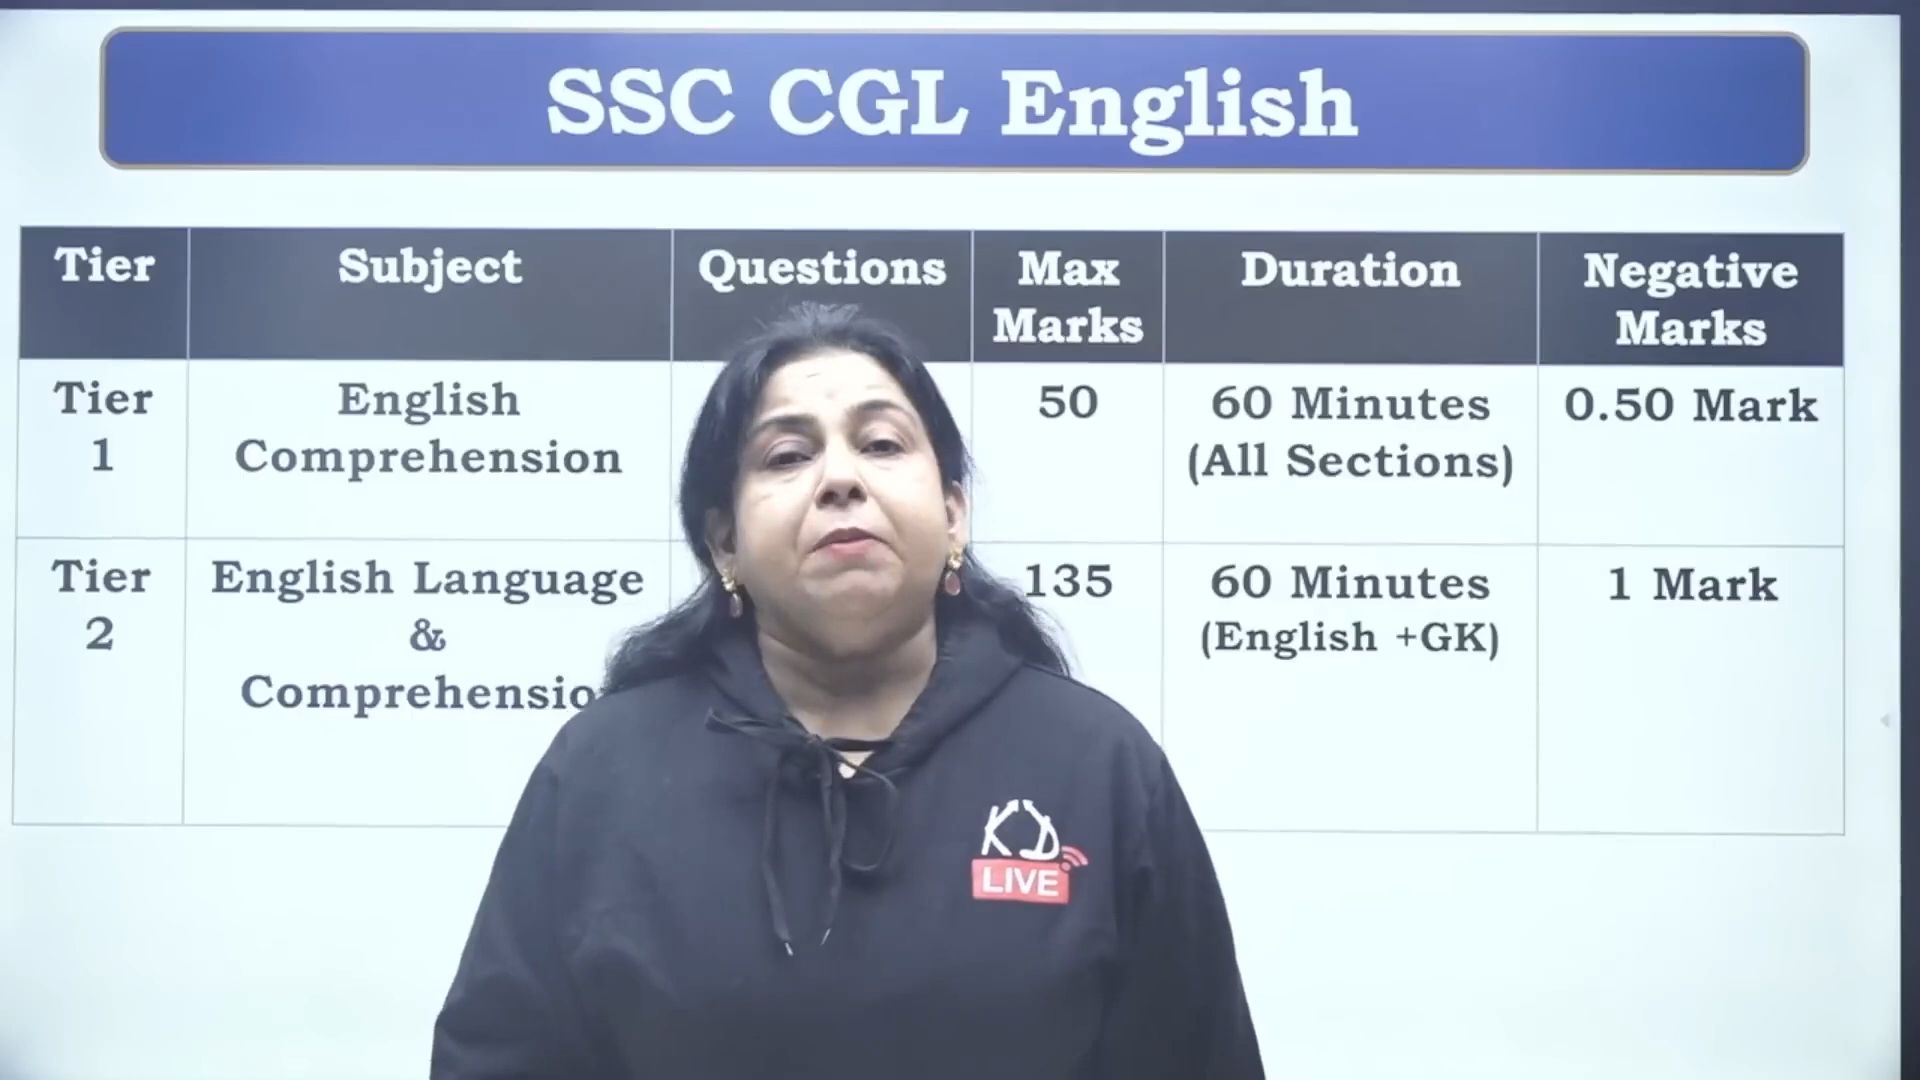 SSC CGL English
Tier Subject Questions Max Marks Duration Negative Marks
Tier 1 English Comprehension 50 60 Minutes (All Sections) 0.50 Mark
Tier 2 English Language & Comprehensio 135 60 Minutes (English +GK) 1 Mark
KD
LIVE